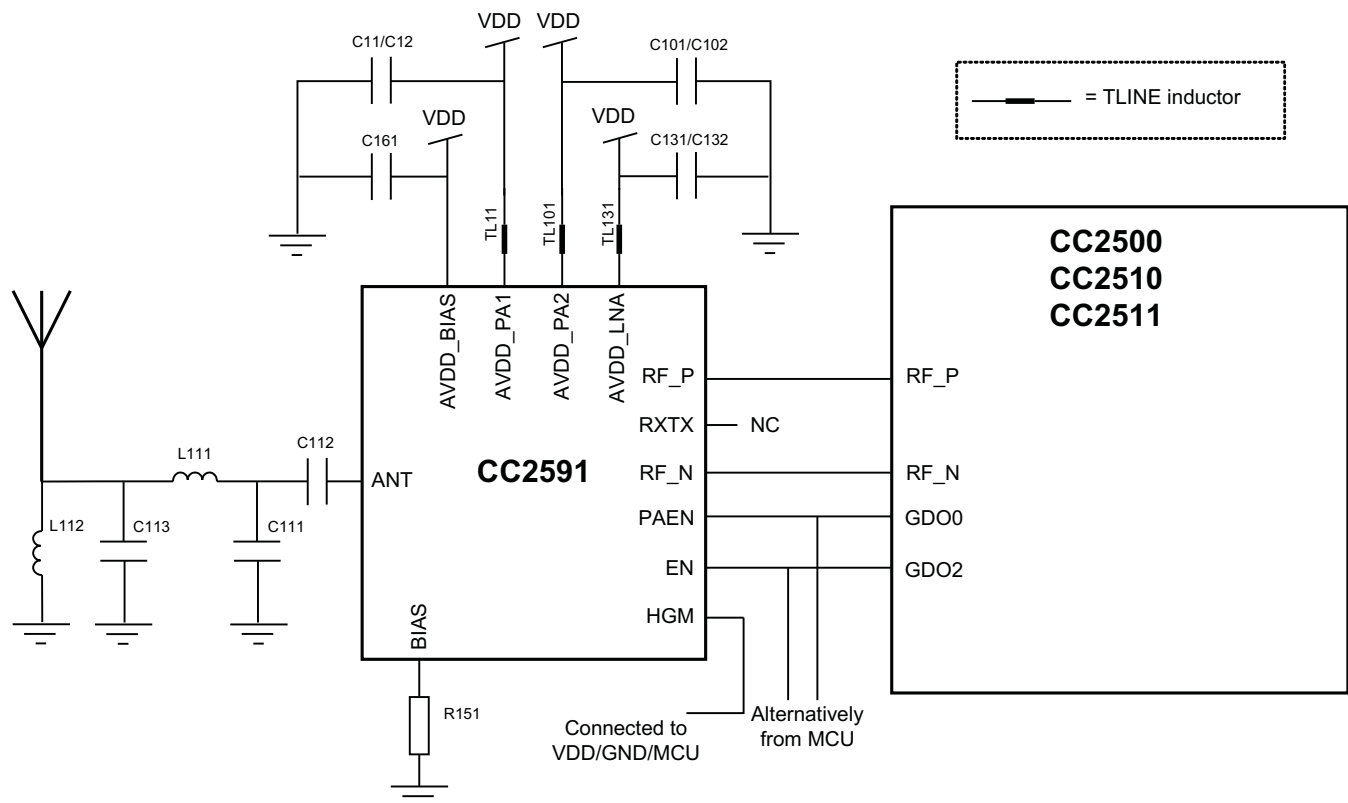 VDD
VDD
C11/C12
C101/C102
= TLINE inductor
VDD
VDD
C161
C131/C132
TL11
TL101
TL131
CC2500
CC2510
CC2511
AVDD_BIAS
AVDD_PA1
AVDD_PA2
AVDD_LNA
RF_P
RF_P
RXTX
NC
C112
L111
ANT
CC2591
RF_N
RF_N
L112
C113
C111
PAEN
GDO0
EN
GDO2
HGM
BIAS
R151
Connected to
VDD/GND/MCU
Alternatively
from MCU